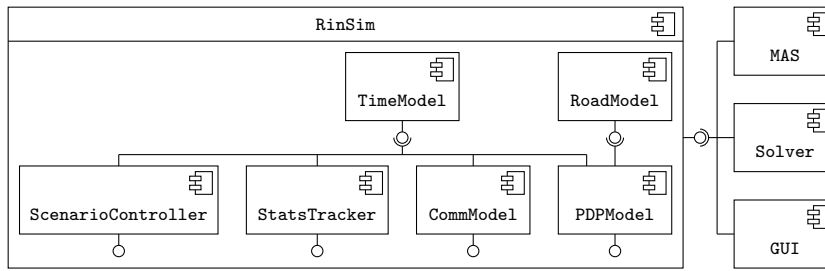 RinSim
MAS
TimeModel
RoadModel
Solver
ScenarioController
StatsTracker
CommModel
PDPModel
GUI